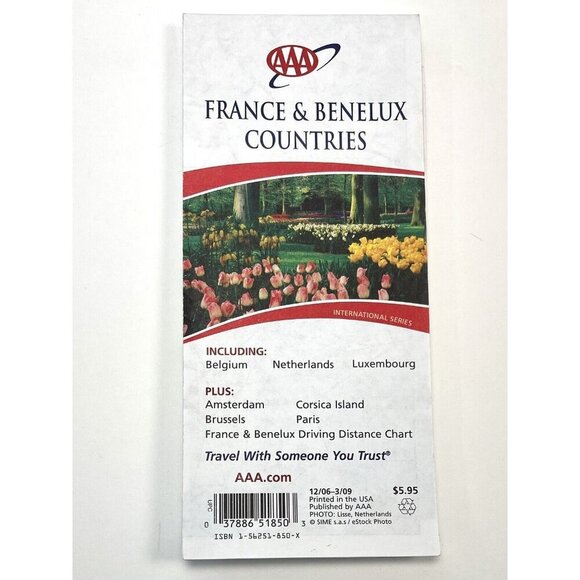 AAA
FRANCE & BENELUX
COUNTRIES
INTERNATIONAL SERIES
INCLUDING:
Belgium Netherlands Luxembourg
PLUS:
Amsterdam Corsica Island
Brussels Paris
France & Benelux Driving Distance Chart
Travel With Someone You Trust®
AAA.com
12/06–3/09 $5.95
Printed in the USA
Published by AAA
PHOTO: Lisse, Netherlands
© SIME s.a.s / eStock Photo
UPC
0 37886 51850 3
ISBN 1-56251-850-X